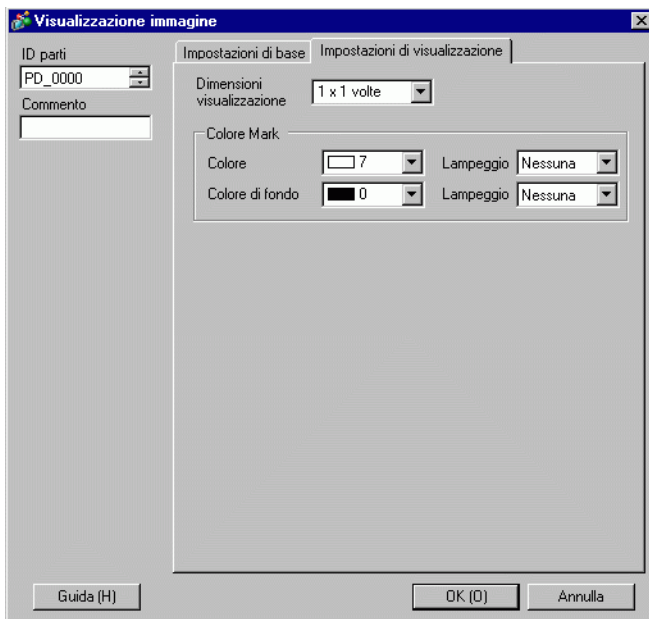 Visualizzazione immagine
ID parti
PD_0000
Commento
Impostazioni di base
Impostazioni di visualizzazione
Dimensioni
visualizzazione
1 x 1 volte
Colore Mark
Colore 7 Lampeggio Nessuna
Colore di fondo 0 Lampeggio Nessuna
Guida (H)
OK (O)
Annulla